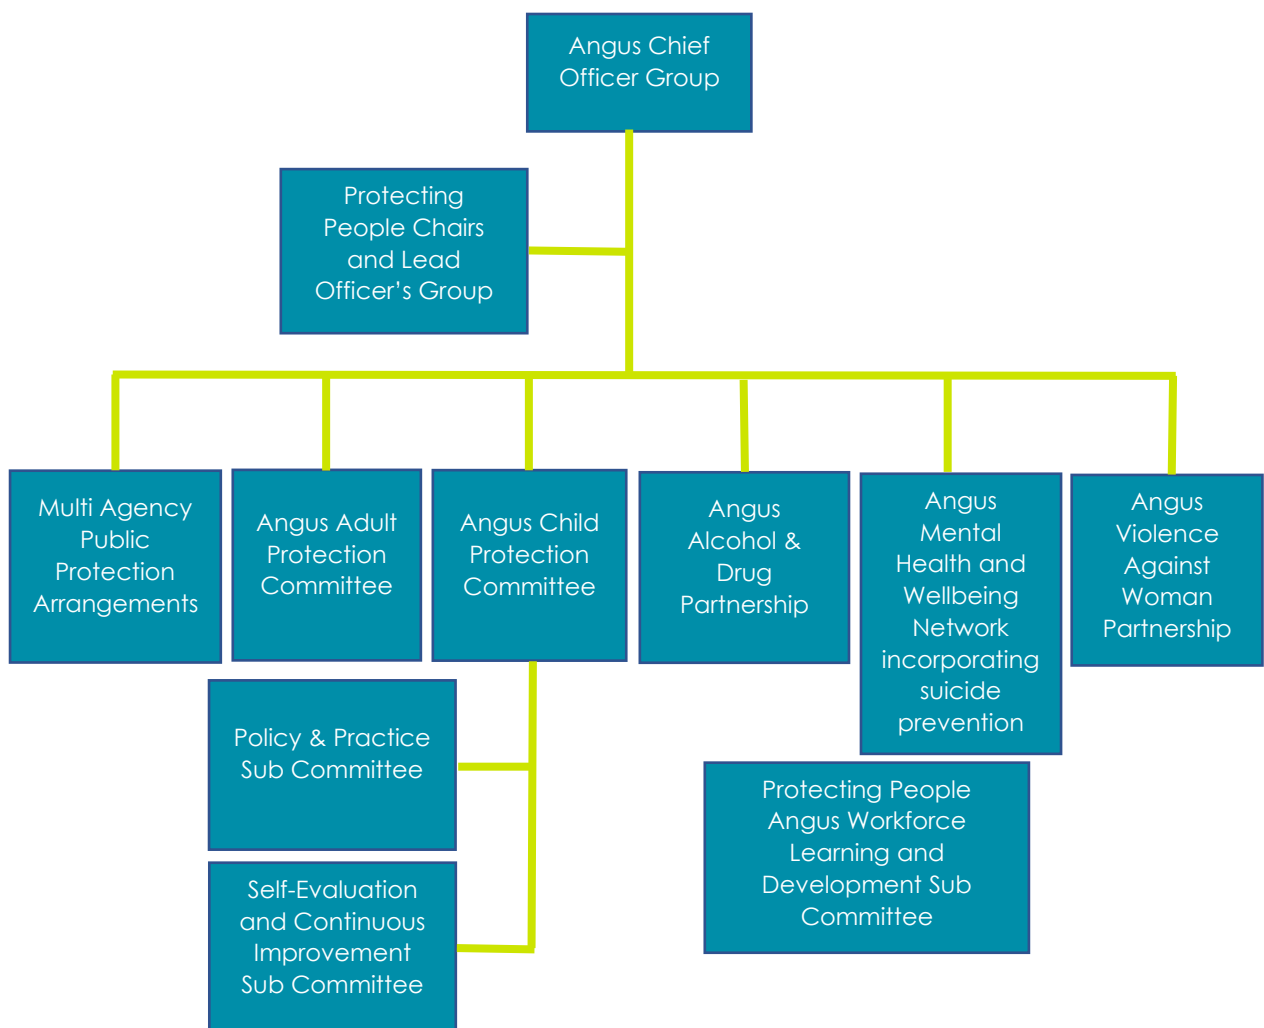 Angus Chief
Officer Group
Protecting
People Chairs
and Lead
Officer’s Group
Multi Agency
Public
Protection
Arrangements
Angus Adult
Protection
Committee
Angus Child
Protection
Committee
Angus
Alcohol &
Drug
Partnership
Angus
Mental
Health and
Wellbeing
Network
incorporating
suicide
prevention
Angus
Violence
Against
Woman
Partnership
Policy & Practice
Sub Committee
Protecting People
Angus Workforce
Learning and
Development Sub
Committee
Self-Evaluation
and Continuous
Improvement
Sub Committee